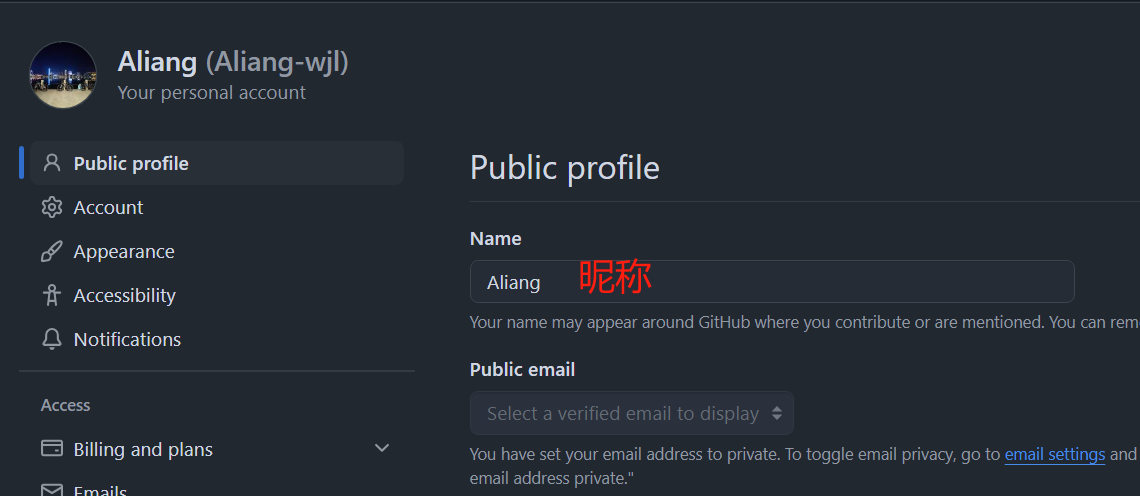 Aliang (Aliang-wjl)
Your personal account
Public profile
Account
Appearance
Accessibility
Notifications
Access
Billing and plans
Emails
Public profile
Name
Aliang 昵称
Your name may appear around GitHub where you contribute or are mentioned. You can rem
Public email
Select a verified email to display
You have set your email address to private. To toggle email privacy, go to email settings and
email address private."